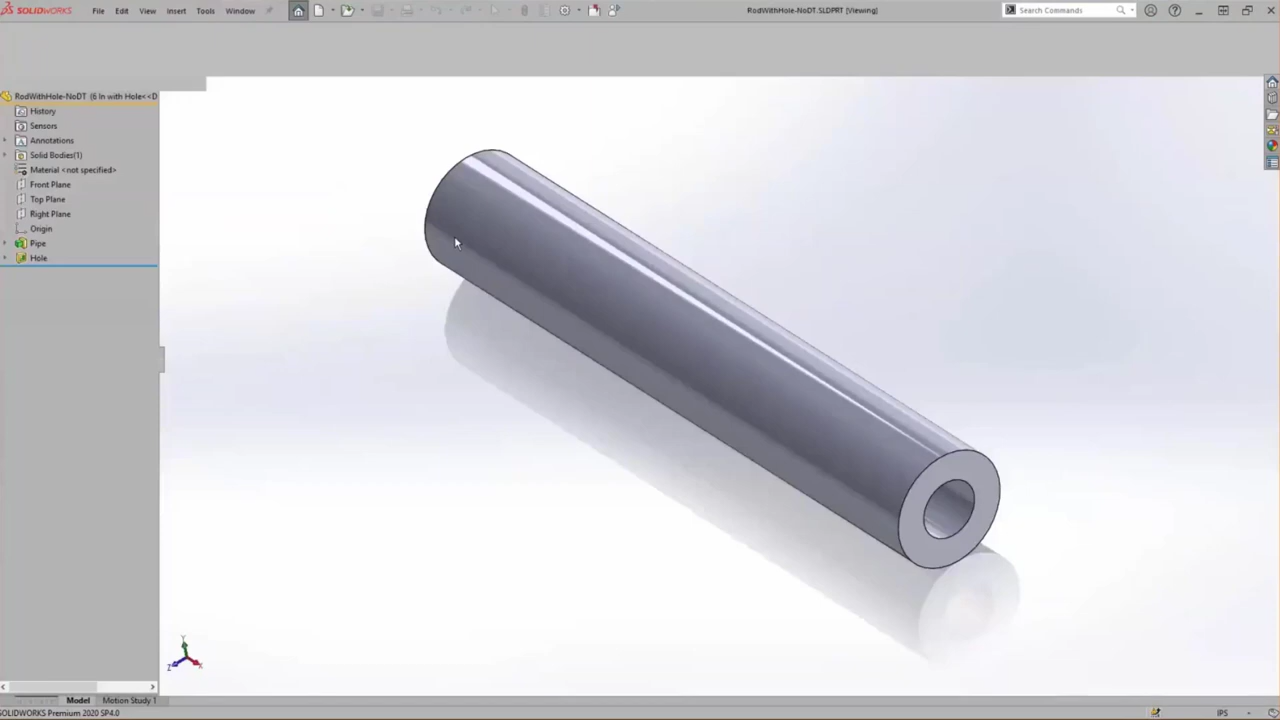 SOLIDWORKS File Edit View Insert Tools Window RodWithHole-NoDT.SLDPRT [Viewing] Search Commands
RodWithHole-NoDT (6 In with Hole<<D
History
Sensors
Annotations
Solid Bodies(1)
Material <not specified>
Front Plane
Top Plane
Right Plane
Origin
Pipe
Hole
Y
Z X
Model Motion Study 1
SOLIDWORKS Premium 2020 SP4.0 IPS